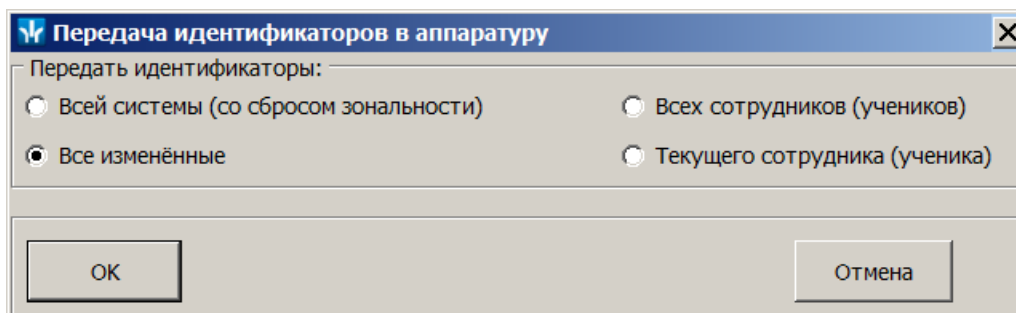 Передача идентификаторов в аппаратуру
Передать идентификаторы:
Всей системы (со сбросом зональности) Всех сотрудников (учеников)
Все изменённые Текущего сотрудника (ученика)
OK Отмена